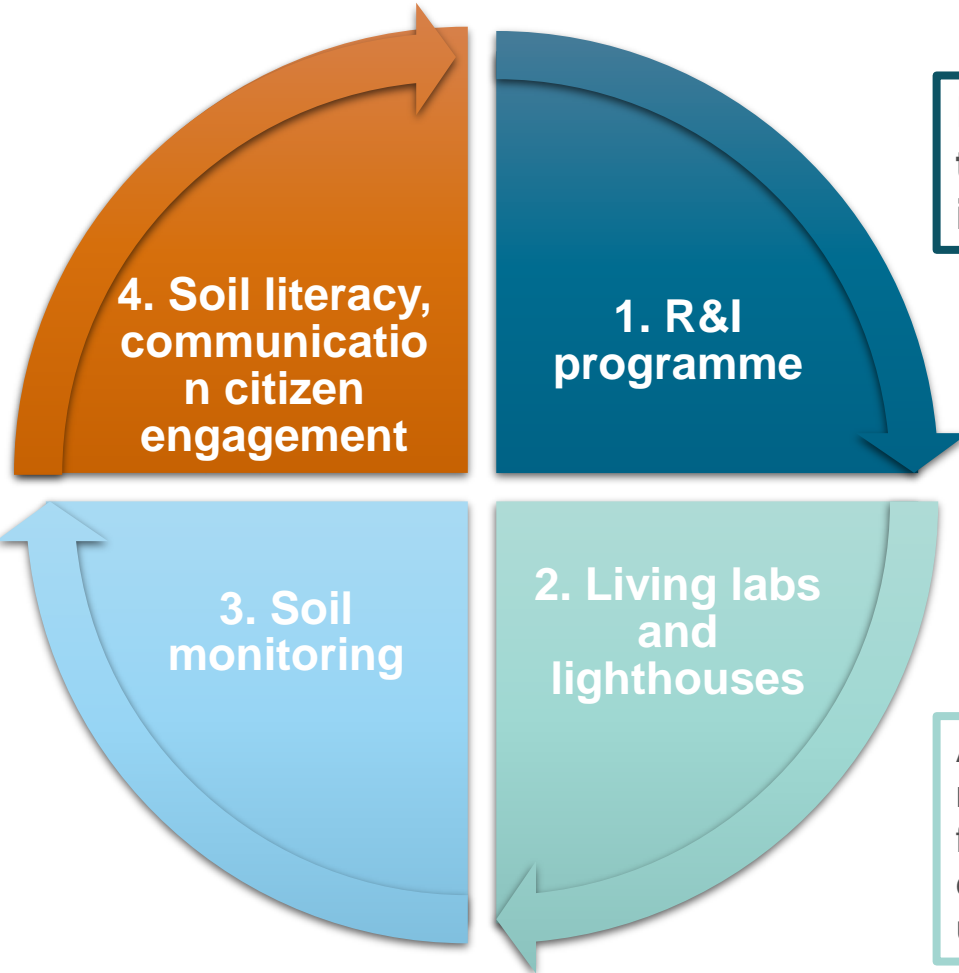 4. Soil literacy,
communicatio
n citizen
engagement
1. R&I
programme
3. Soil
monitoring
2. Living labs
and
lighthouses